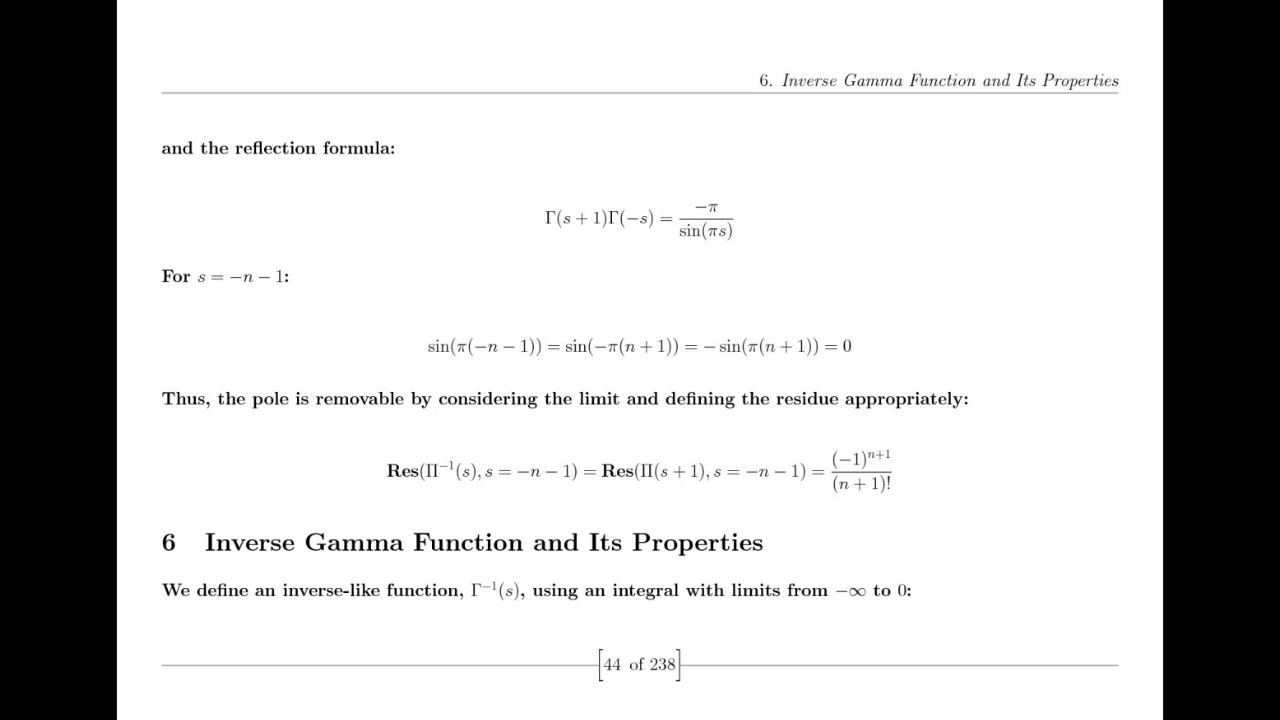 6. Inverse Gamma Function and Its Properties
and the reflection formula:
Γ(s + 1)Γ(−s) = −π / sin(πs)
For s = −n − 1:
sin(π(−n − 1)) = sin(−π(n + 1)) = − sin(π(n + 1)) = 0
Thus, the pole is removable by considering the limit and defining the residue appropriately:
Res(Π⁻¹(s), s = −n − 1) = Res(Π(s + 1), s = −n − 1) = (−1)ⁿ⁺¹ / (n + 1)!
6 Inverse Gamma Function and Its Properties
We define an inverse-like function, Γ⁻¹(s), using an integral with limits from −∞ to 0:
[44 of 238]